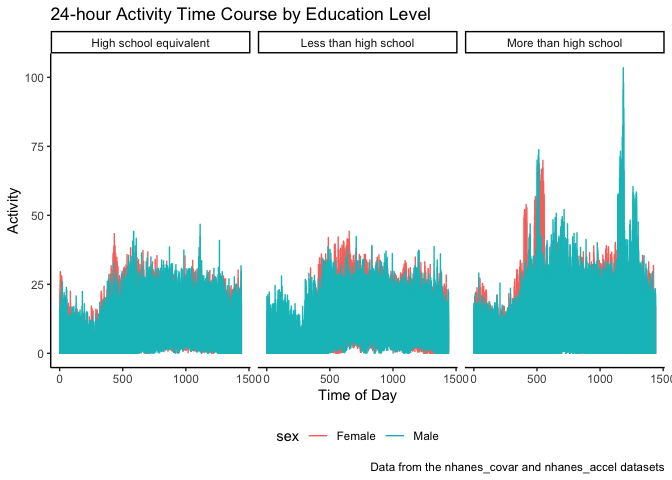 24-hour Activity Time Course by Education Level
High school equivalent
Less than high school
More than high school
100
75
50
25
0
Activity
0 500 1000 1500
0 500 1000 1500
0 500 1000 1500
Time of Day
sex Female Male
Data from the nhanes_covar and nhanes_accel datasets